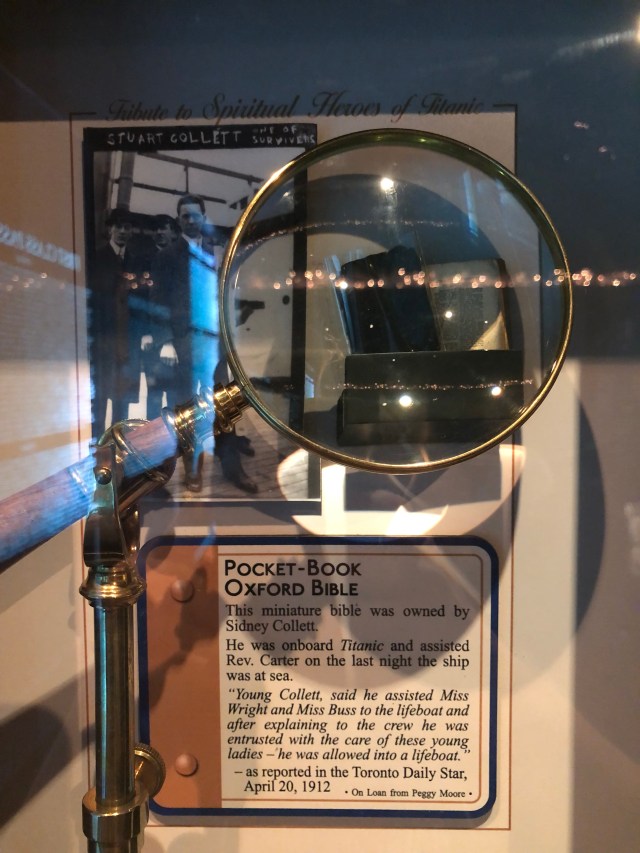 Tribute to Spiritual Heroes of Titanic
STUART COLLETT ONE OF
SURVIVERS
POCKET-BOOK
OXFORD BIBLE
This miniature bible was owned by
Sidney Collett.
He was onboard Titanic and assisted
Rev. Carter on the last night the ship
was at sea.
"Young Collett, said he assisted Miss
Wright and Miss Buss to the lifeboat and
after explaining to the crew he was
entrusted with the care of these young
ladies – he was allowed into a lifeboat."
– as reported in the Toronto Daily Star,
April 20, 1912 • On Loan from Peggy Moore •